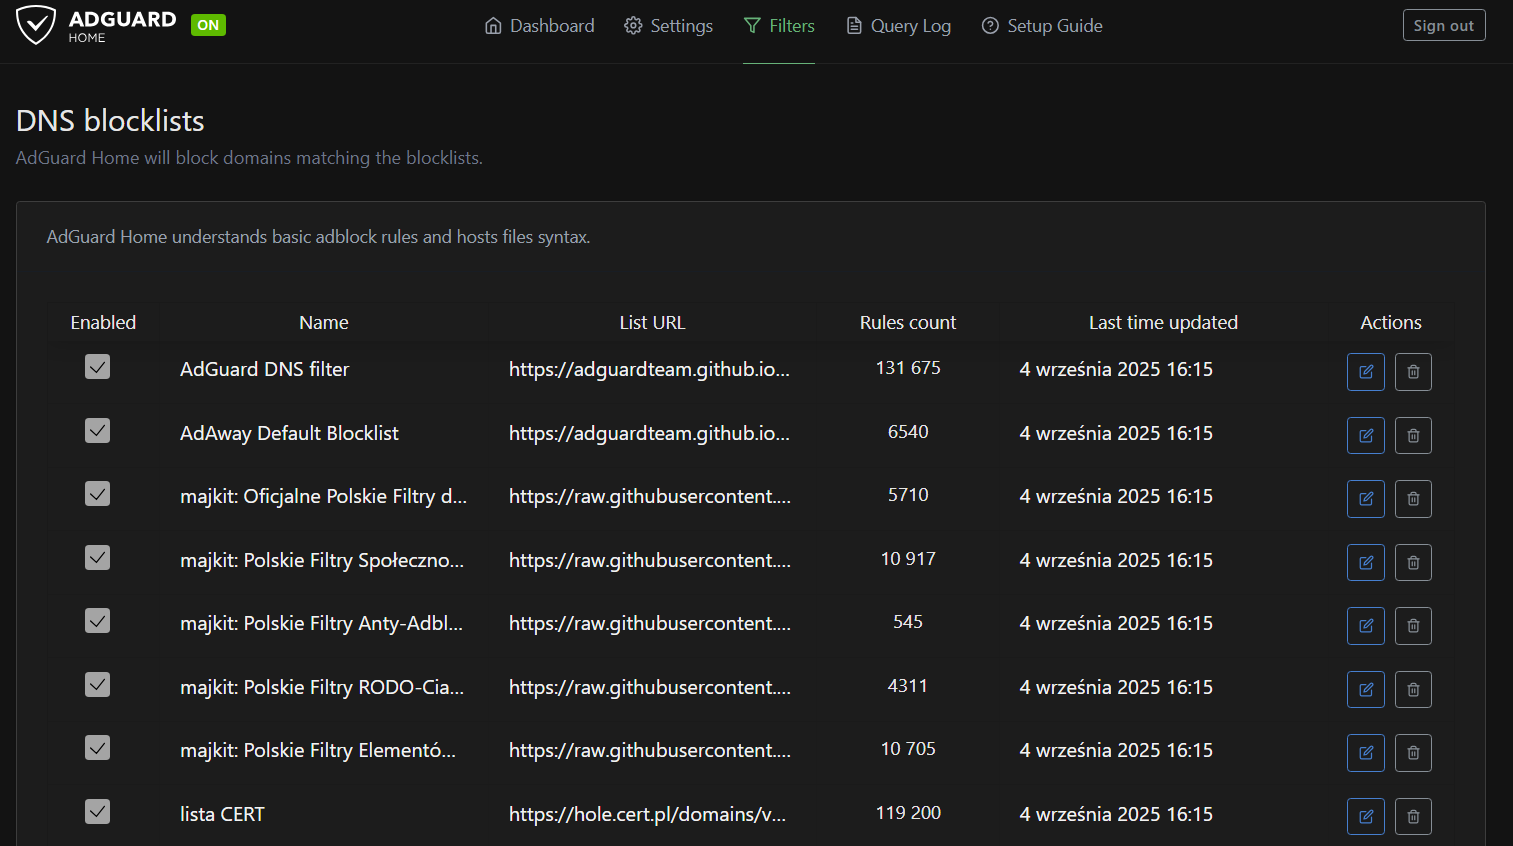 ADGUARD
HOME
ON
Dashboard
Settings
Filters
Query Log
Setup Guide
Sign out
DNS blocklists
AdGuard Home will block domains matching the blocklists.
AdGuard Home understands basic adblock rules and hosts files syntax.
Enabled Name List URL Rules count Last time updated Actions
AdGuard DNS filter https://adguardteam.github.io... 131 675 4 września 2025 16:15
AdAway Default Blocklist https://adguardteam.github.io... 6540 4 września 2025 16:15
majkit: Oficjalne Polskie Filtry d... https://raw.githubusercontent.... 5710 4 września 2025 16:15
majkit: Polskie Filtry Społeczno... https://raw.githubusercontent.... 10 917 4 września 2025 16:15
majkit: Polskie Filtry Anty-Adbl... https://raw.githubusercontent.... 545 4 września 2025 16:15
majkit: Polskie Filtry RODO-Cia... https://raw.githubusercontent.... 4311 4 września 2025 16:15
majkit: Polskie Filtry Elementó... https://raw.githubusercontent.... 10 705 4 września 2025 16:15
lista CERT https://hole.cert.pl/domains/v... 119 200 4 września 2025 16:15